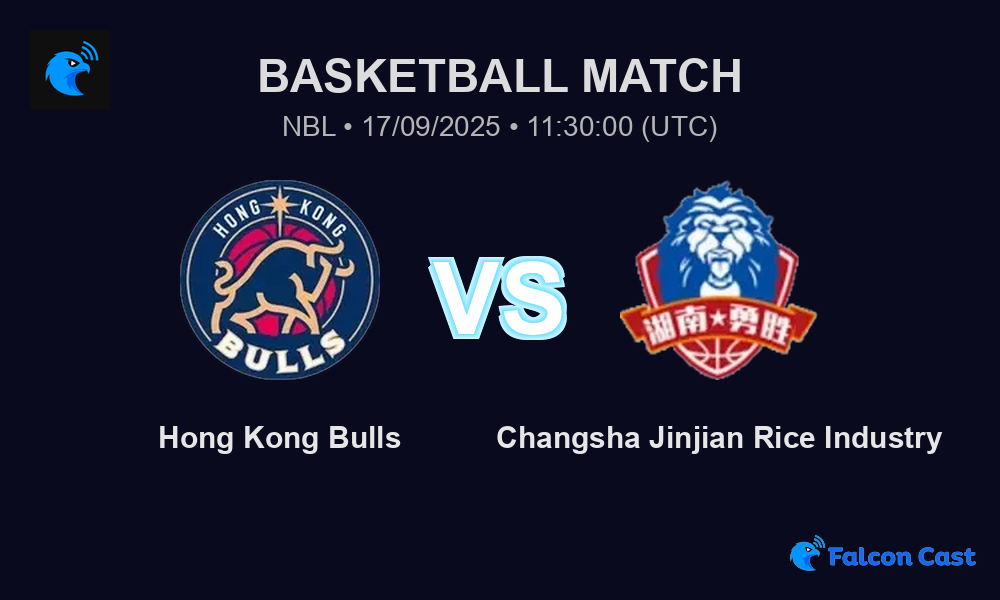 BASKETBALL MATCH
NBL • 17/09/2025 • 11:30:00 (UTC)
HONG KONG
BULLS
VS
湖南★勇胜
Hong Kong Bulls
Changsha Jinjian Rice Industry
Falcon Cast